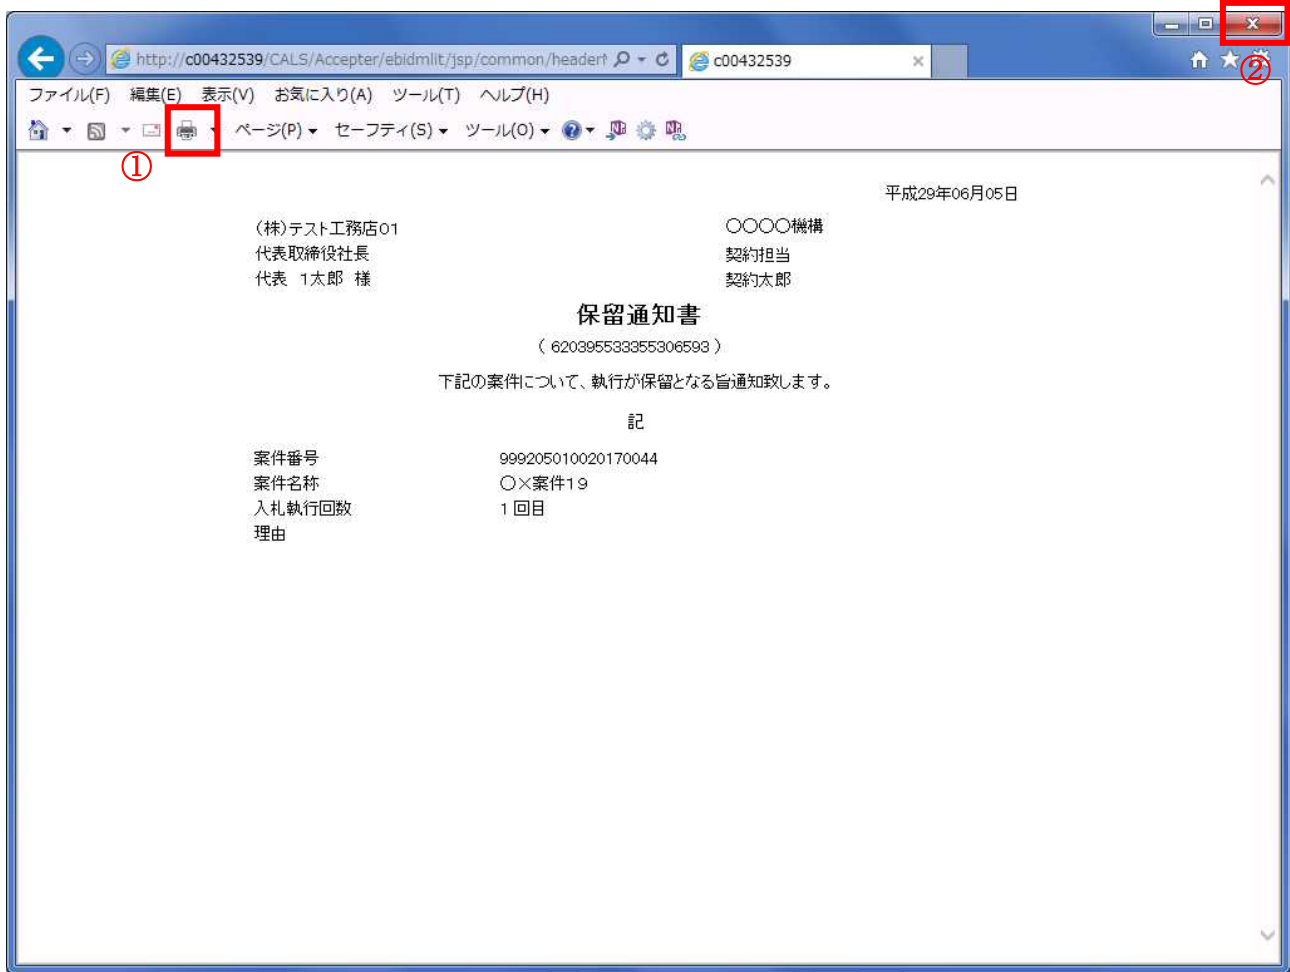 http://c00432539/CALS/Accepter/ebidmlit/jsp/common/header
c00432539
②
ファイル(F) 編集(E) 表示(V) お気に入り(A) ツール(T) ヘルプ(H)
ページ(P) セーフティ(S) ツール(O)
①
平成29年06月05日
(株)テスト工務店01
〇〇〇〇機構
代表取締役社長
契約担当
代表 1太郎 様
契約太郎
保留通知書
( 620395533355306593 )
下記の案件について、執行が保留となる旨通知致します。
記
案件番号 999205010020170044
案件名称 〇×案件19
入札執行回数 1回目
理由